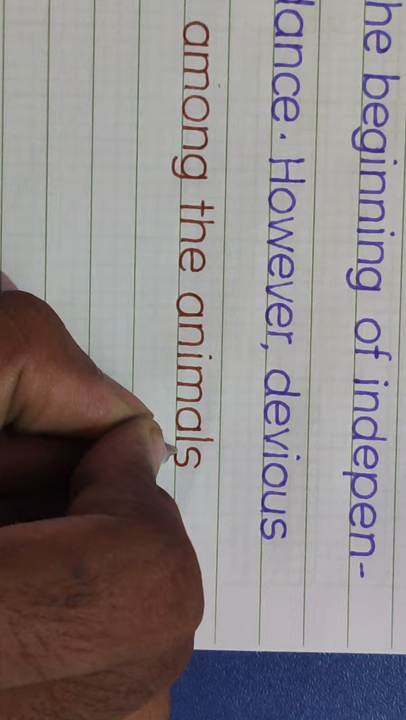 he beginning of indepen-
dance. However, devious
among the animals